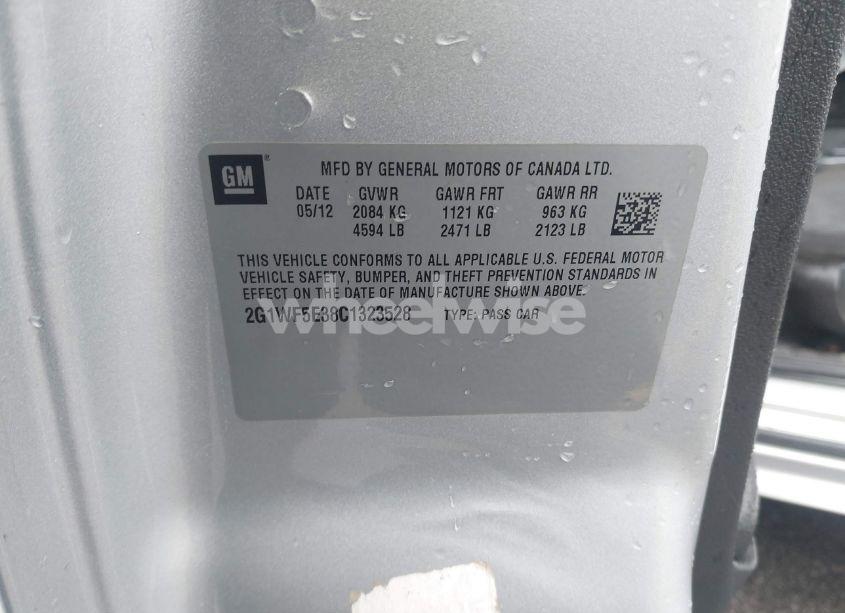 GM
MFD BY GENERAL MOTORS OF CANADA LTD.
DATE GVWR GAWR FRT GAWR RR
05/12 2084 KG 1121 KG 963 KG
4594 LB 2471 LB 2123 LB
THIS VEHICLE CONFORMS TO ALL APPLICABLE U.S. FEDERAL MOTOR
VEHICLE SAFETY, BUMPER, AND THEFT PREVENTION STANDARDS IN
EFFECT ON THE DATE OF MANUFACTURE SHOWN ABOVE.
2G1WF5E38C1323528 TYPE: PASS CAR
wheelwise